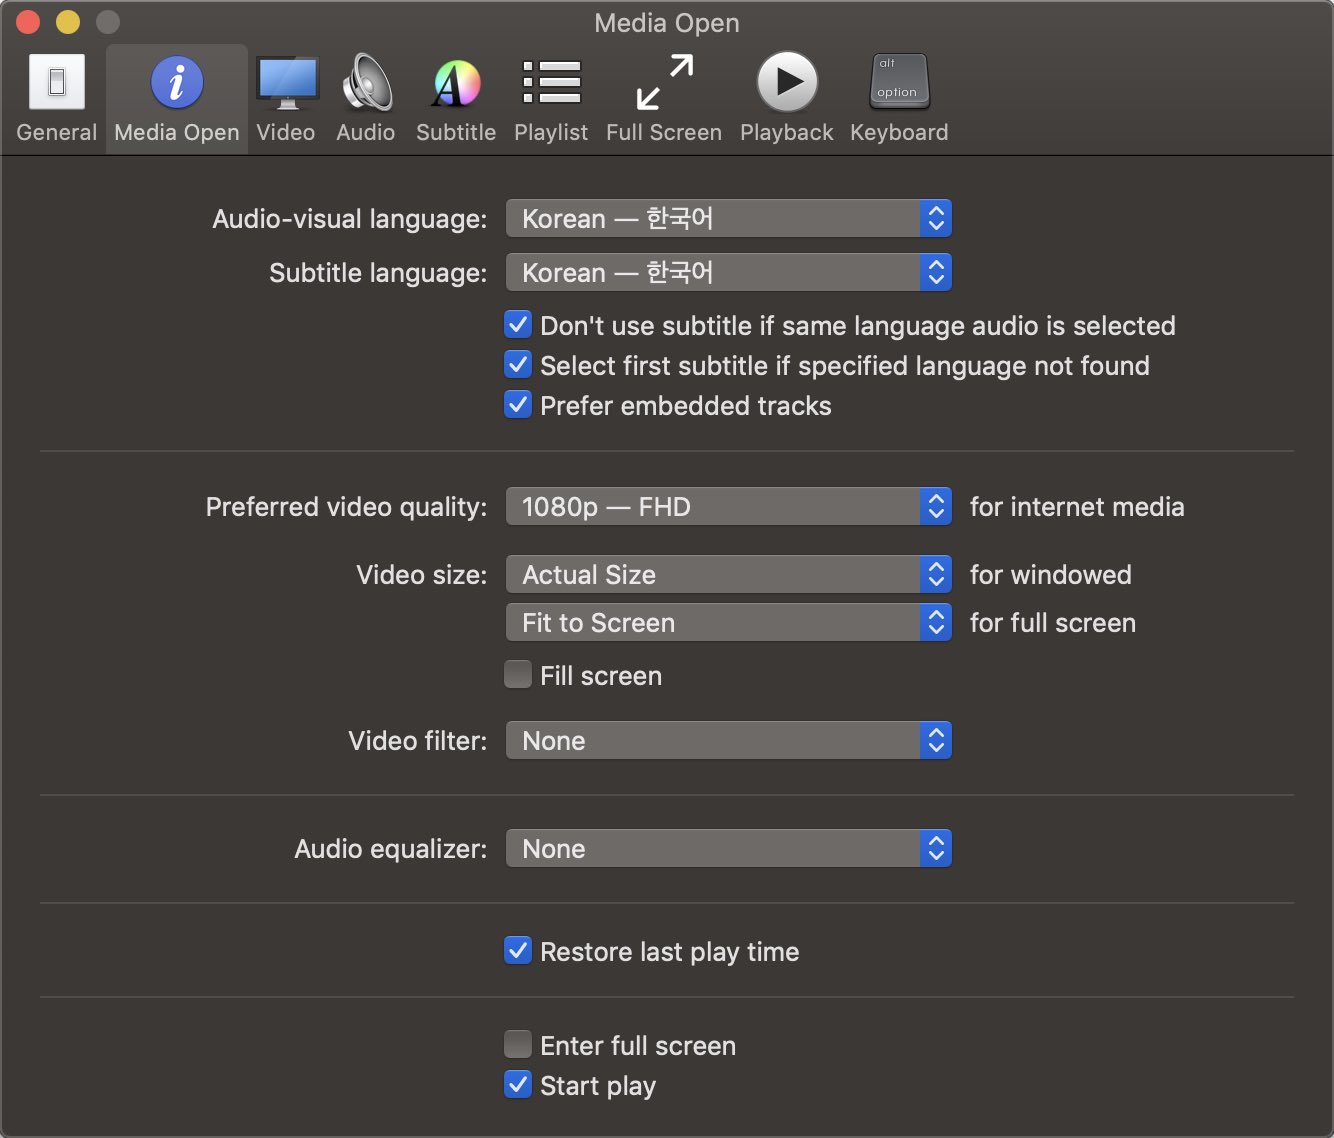 Media Open
General Media Open Video Audio Subtitle Playlist Full Screen Playback alt option Keyboard
Audio-visual language: Korean — 한국어
Subtitle language: Korean — 한국어
Don't use subtitle if same language audio is selected
Select first subtitle if specified language not found
Prefer embedded tracks
Preferred video quality: 1080p — FHD for internet media
Video size: Actual Size for windowed
Fit to Screen for full screen
Fill screen
Video filter: None
Audio equalizer: None
Restore last play time
Enter full screen
Start play